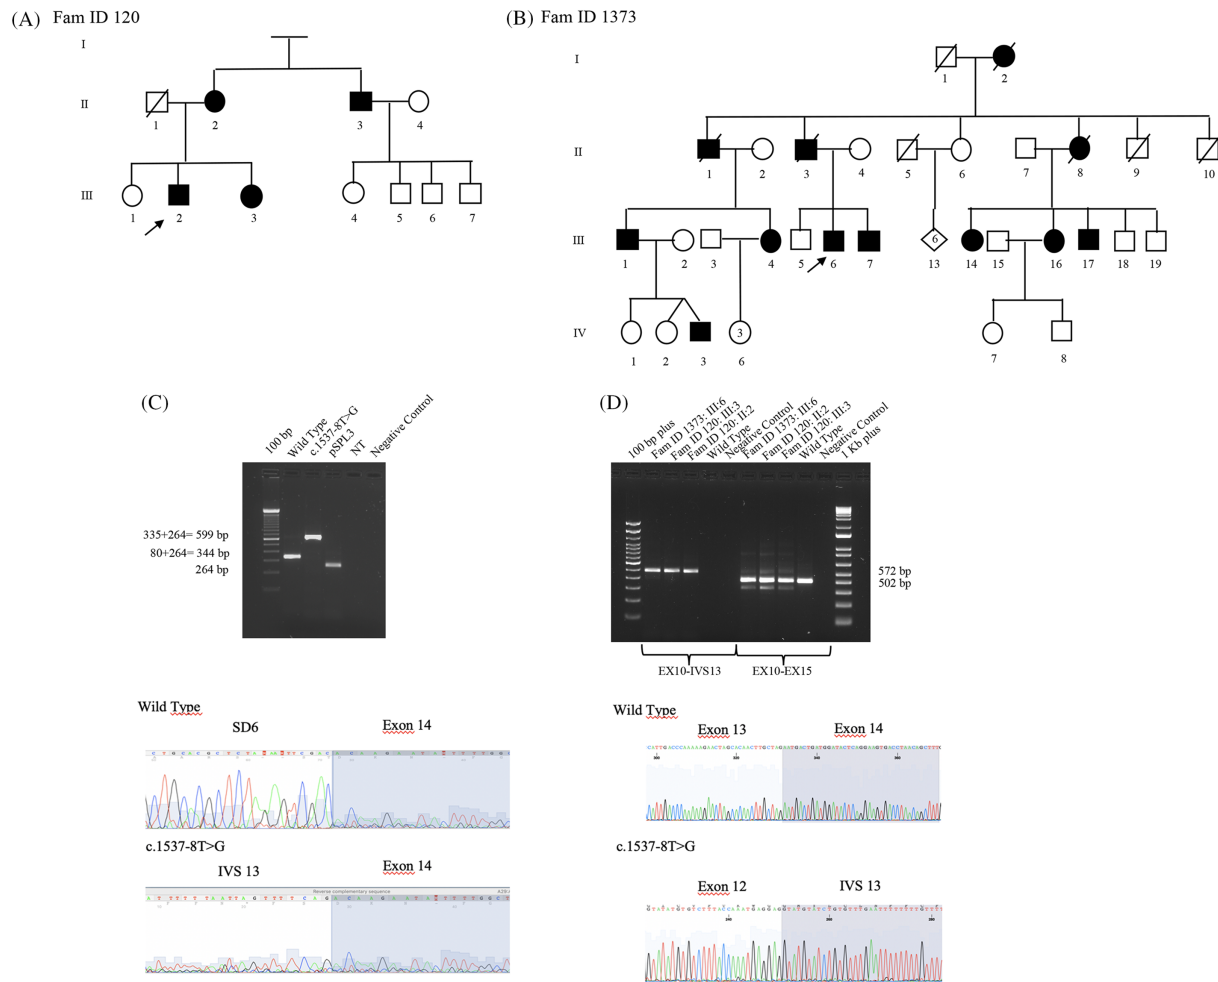 (A) Fam ID 120
I
II
1 2 3 4
III
1 2 3 4 5 6 7
(B) Fam ID 1373
I
1 2
II
1 2 3 4 5 6 7 8 9 10
III
6
1 2 3 4 5 6 7 13 14 15 16 17 18 19
IV
3
1 2 3 6 7 8
(C)
100 bp
Wild Type
c.1537-8T>G
pSPL3
NT
Negative Control
335+264= 599 bp
80+264= 344 bp
264 bp
Wild Type
SD6 Exon 14
c.1537-8T>G
IVS 13 Exon 14
Reverse complementary sequence
(D)
100 bp plus
Fam ID 1373: III:6
Fam ID 120: III:3
Fam ID 120: II:2
Wild Type
Negative Control
Fam ID 1373: III:6
Fam ID 120: II:2
Fam ID 120: III:3
Wild Type
Negative Control
1 Kb plus
572 bp
502 bp
EX10-IVS13 EX10-EX15
Wild Type
Exon 13 Exon 14
c.1537-8T>G
Exon 12 IVS 13